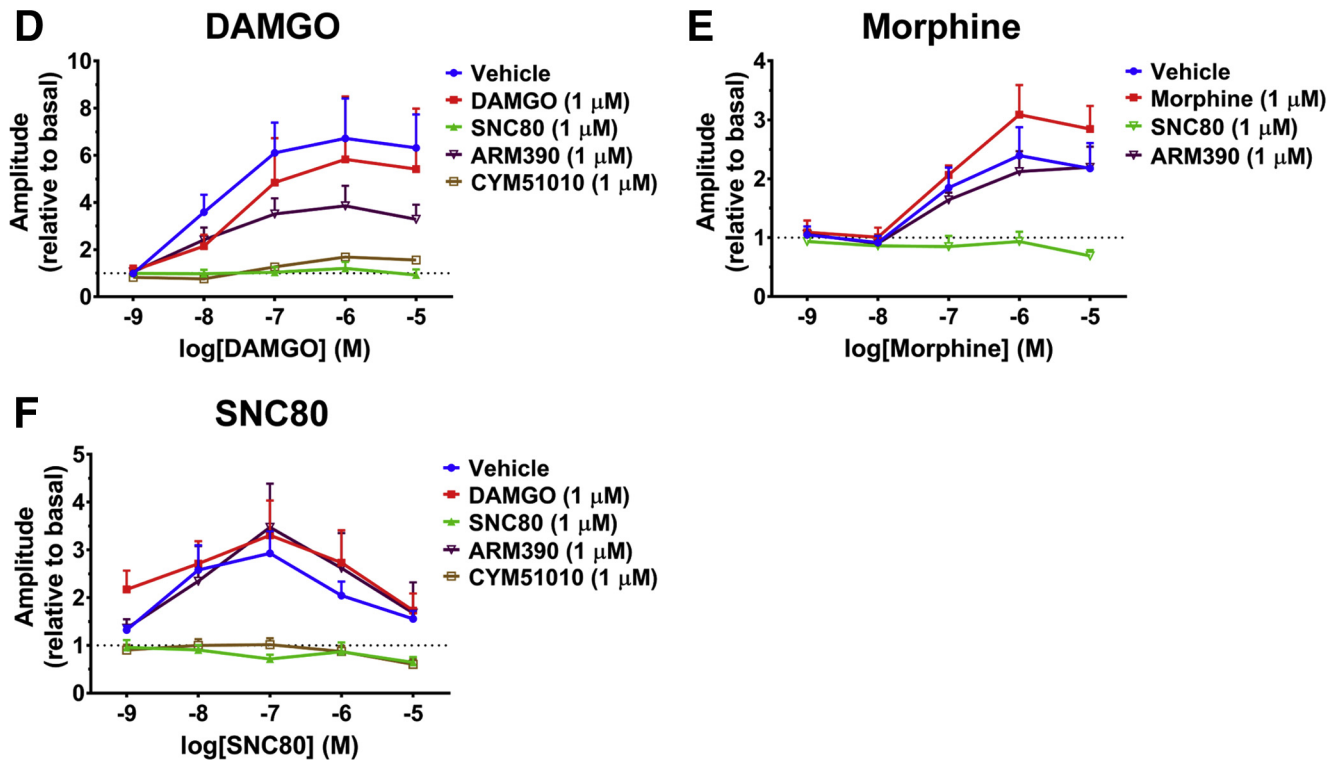 D
DAMGO
Amplitude
(relative to basal)
10
8
6
4
2
0
-9 -8 -7 -6 -5
log[DAMGO] (M)
Vehicle
DAMGO (1 μM)
SNC80 (1 μM)
ARM390 (1 μM)
CYM51010 (1 μM)
E
Morphine
Amplitude
(relative to basal)
4
3
2
1
0
-9 -8 -7 -6 -5
log[Morphine] (M)
Vehicle
Morphine (1 μM)
SNC80 (1 μM)
ARM390 (1 μM)
F
SNC80
Amplitude
(relative to basal)
5
4
3
2
1
0
-9 -8 -7 -6 -5
log[SNC80] (M)
Vehicle
DAMGO (1 μM)
SNC80 (1 μM)
ARM390 (1 μM)
CYM51010 (1 μM)